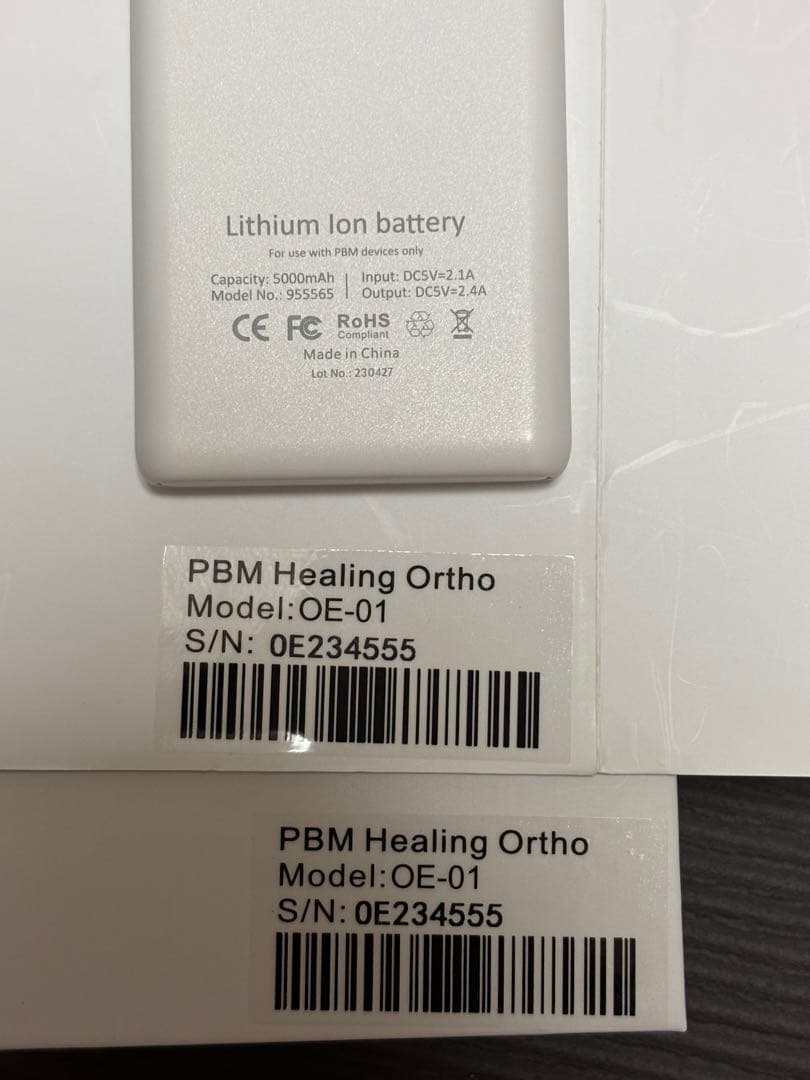 Lithium Ion battery
For use with PBM devices only
Capacity: 5000mAh | Input: DC5V=2.1A
Model No.: 955565 | Output: DC5V=2.4A
CE FC RoHS
Compliant
Made in China
Lot No.: 230427
PBM Healing Ortho
Model:OE-01
S/N: 0E234555
PBM Healing Ortho
Model:OE-01
S/N: 0E234555